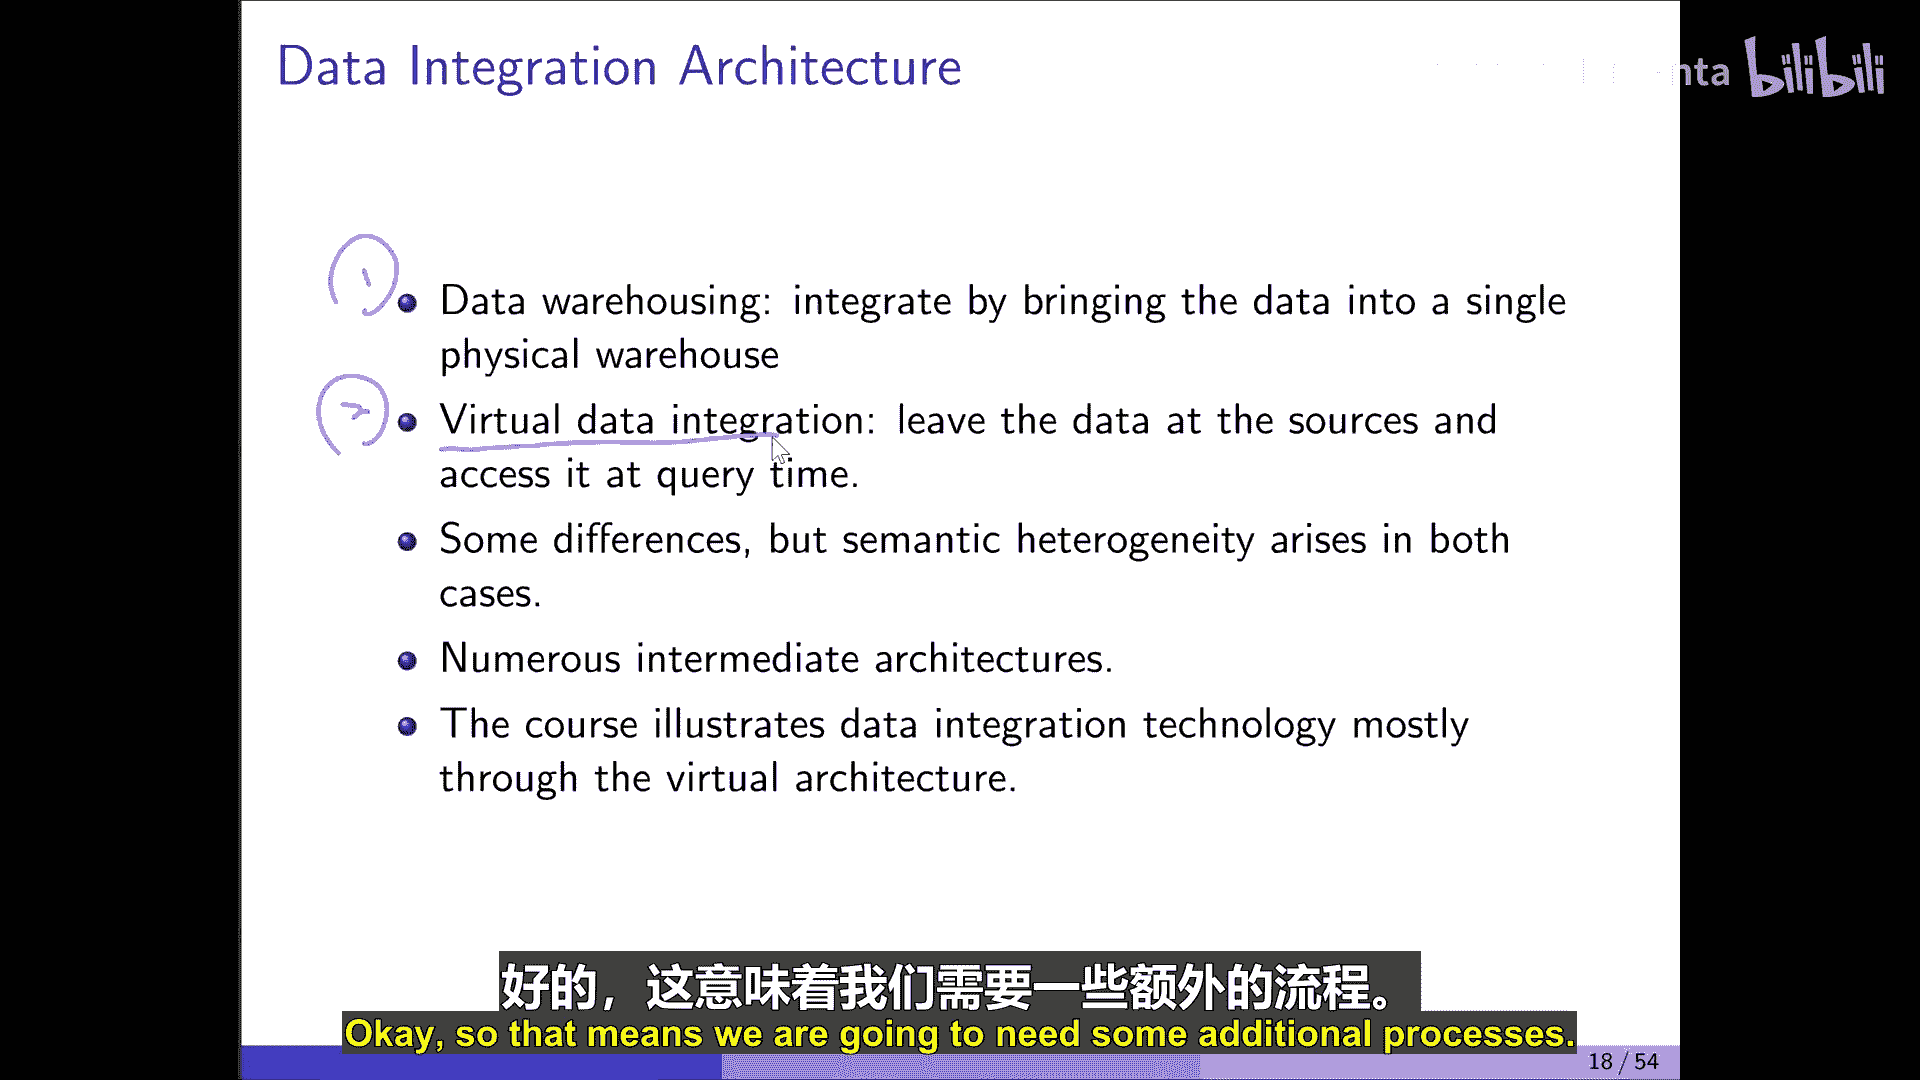 Data Integration Architecture
nta bilibili
1
Data warehousing: integrate by bringing the data into a single
physical warehouse
2
Virtual data integration: leave the data at the sources and
access it at query time.
Some differences, but semantic heterogeneity arises in both
cases.
Numerous intermediate architectures.
The course illustrates data integration technology mostly
through the virtual architecture.
好的，这意味着我们需要一些额外的流程。
Okay, so that means we are going to need some additional processes.
18 / 54